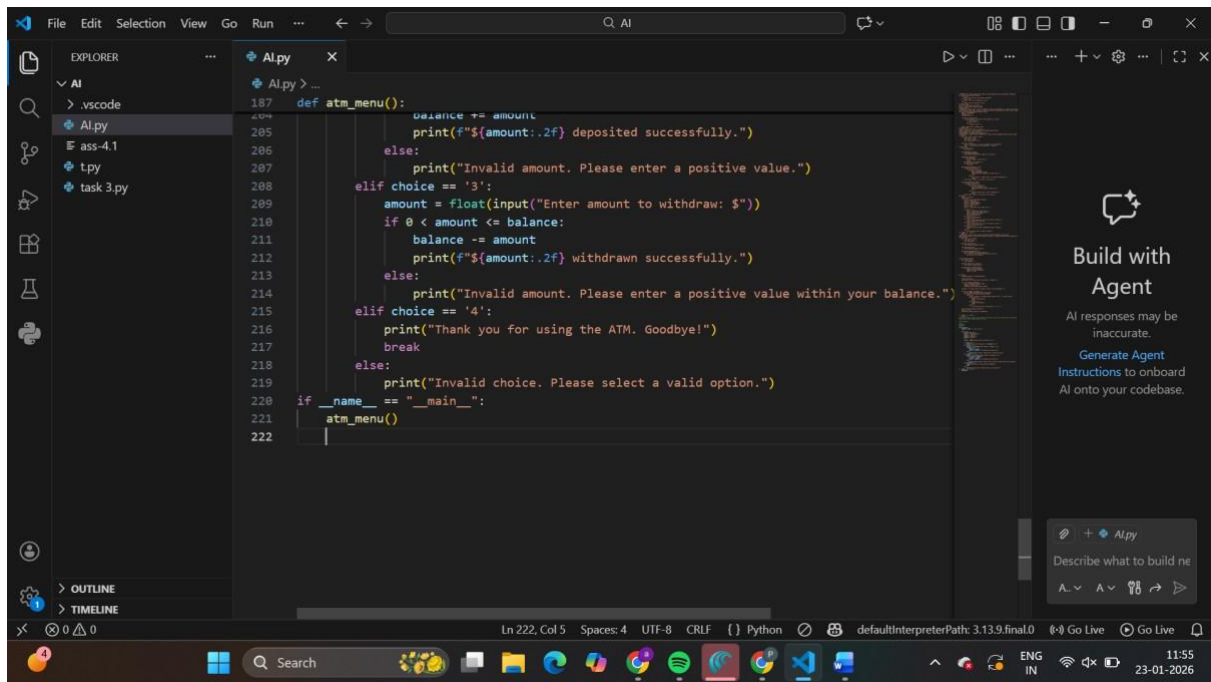 File Edit Selection View Go Run ... AI
EXPLORER ...
AI
.vscode
AI.py
ass-4.1
t.py
task 3.py
OUTLINE
TIMELINE
AI.py
AI.py > ...
187 def atm_menu():
204 balance += amount
205 print(f"${amount:.2f} deposited successfully.")
206 else:
207 print("Invalid amount. Please enter a positive value.")
208 elif choice == '3':
209 amount = float(input("Enter amount to withdraw: $"))
210 if 0 < amount <= balance:
211 balance -= amount
212 print(f"${amount:.2f} withdrawn successfully.")
213 else:
214 print("Invalid amount. Please enter a positive value within your balance.")
215 elif choice == '4':
216 print("Thank you for using the ATM. Goodbye!")
217 break
218 else:
219 print("Invalid choice. Please select a valid option.")
220 if __name__ == "__main__":
221 atm_menu()
222
Build with
Agent
AI responses may be
inaccurate.
Generate Agent
Instructions to onboard
AI onto your codebase.
AI.py
Describe what to build ne
A.. A
1
0 0 Ln 222, Col 5 Spaces: 4 UTF-8 CRLF { } Python defaultInterpreterPath: 3.13.9.final.0 Go Live Go Live
4
Search
ENG
IN
11:55
23-01-2026